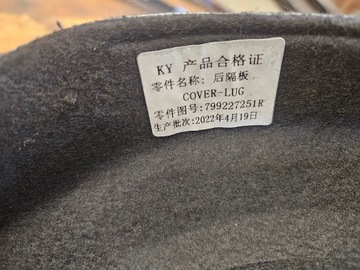 KY 产品合格证
零件名称: 后隔板
COVER-LUG
零件图号:799227251R
生产批次:2022年4月19日